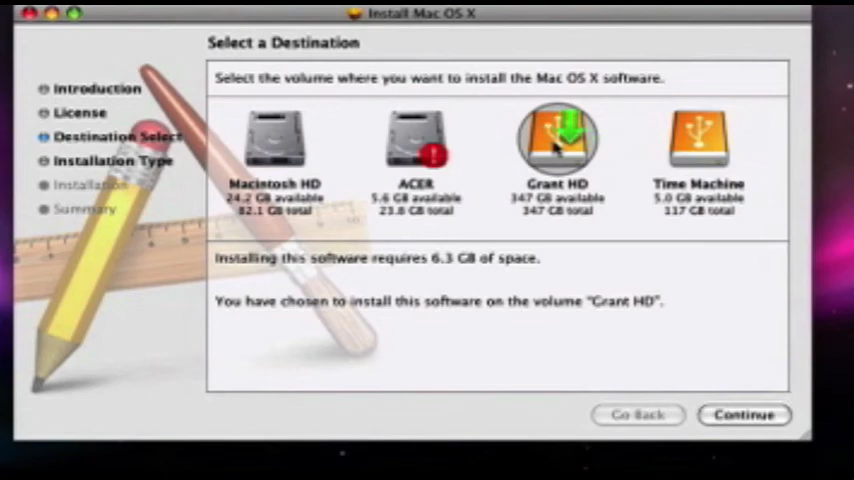 Install Mac OS X
Select a Destination
Introduction
License
Destination Select
Installation Type
Installation
Summary
Select the volume where you want to install the Mac OS X software.
Macintosh HD
24.2 GB available
82.1 GB total
ACER
5.6 GB available
23.8 GB total
Grant HD
347 GB available
347 GB total
Time Machine
5.0 GB available
117 GB total
Installing this software requires 6.3 GB of space.
You have chosen to install this software on the volume "Grant HD".
Go Back
Continue